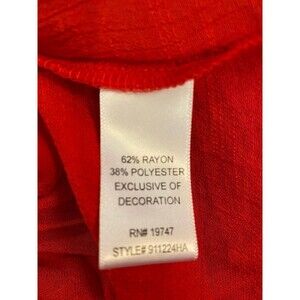 62% RAYON
38% POLYESTER
EXCLUSIVE OF
DECORATION
RN# 19747
STYLE# 911224HA